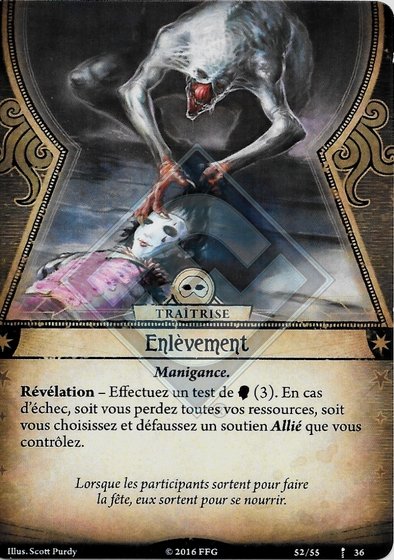 TRAÎTRISE
Enlèvement
Manigance.
Révélation – Effectuez un test de (3). En cas
d'échec, soit vous perdez toutes vos ressources, soit
vous choisissez et défaussez un soutien Allié que vous
contrôlez.
Lorsque les participants sortent pour faire
la fête, eux sortent pour se nourrir.
Illus. Scott Purdy © 2016 FFG 52/55 36